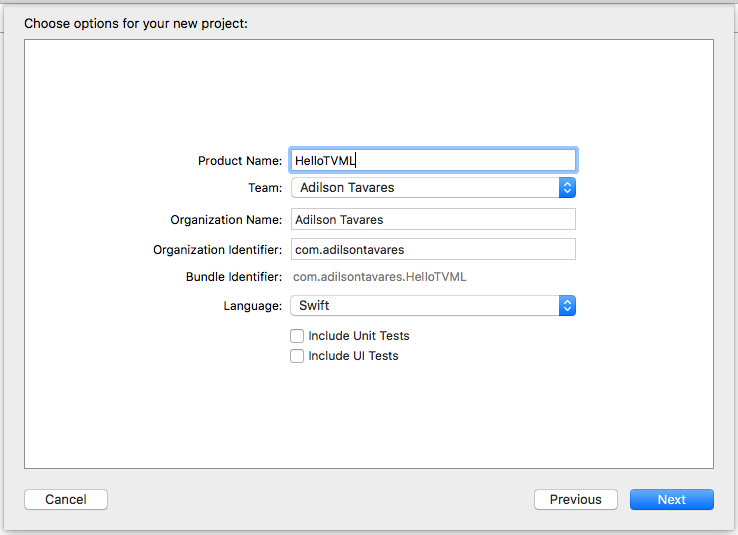 Choose options for your new project:
Product Name: HelloTVML
Team: Adilson Tavares
Organization Name: Adilson Tavares
Organization Identifier: com.adilsontavares
Bundle Identifier: com.adilsontavares.HelloTVML
Language: Swift
Include Unit Tests
Include UI Tests
Cancel Previous Next